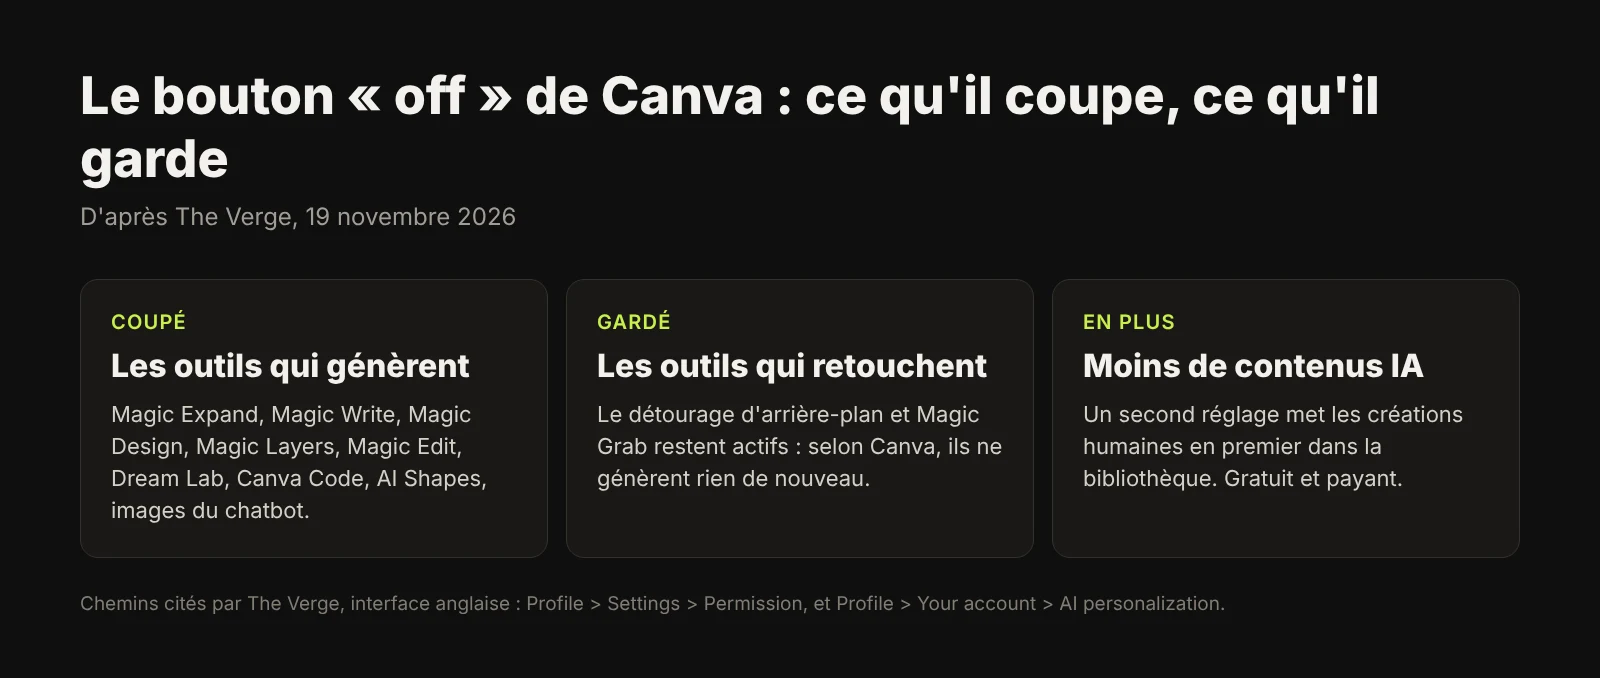 Le bouton « off » de Canva : ce qu'il coupe, ce qu'il
garde
D'après The Verge, 19 novembre 2026
COUPÉ
Les outils qui génèrent
Magic Expand, Magic Write, Magic
Design, Magic Layers, Magic Edit,
Dream Lab, Canva Code, AI Shapes,
images du chatbot.
GARDÉ
Les outils qui retouchent
Le détourage d'arrière-plan et Magic
Grab restent actifs : selon Canva, ils ne
génèrent rien de nouveau.
EN PLUS
Moins de contenus IA
Un second réglage met les créations
humaines en premier dans la
bibliothèque. Gratuit et payant.
Chemins cités par The Verge, interface anglaise : Profile > Settings > Permission, et Profile > Your account > AI personalization.